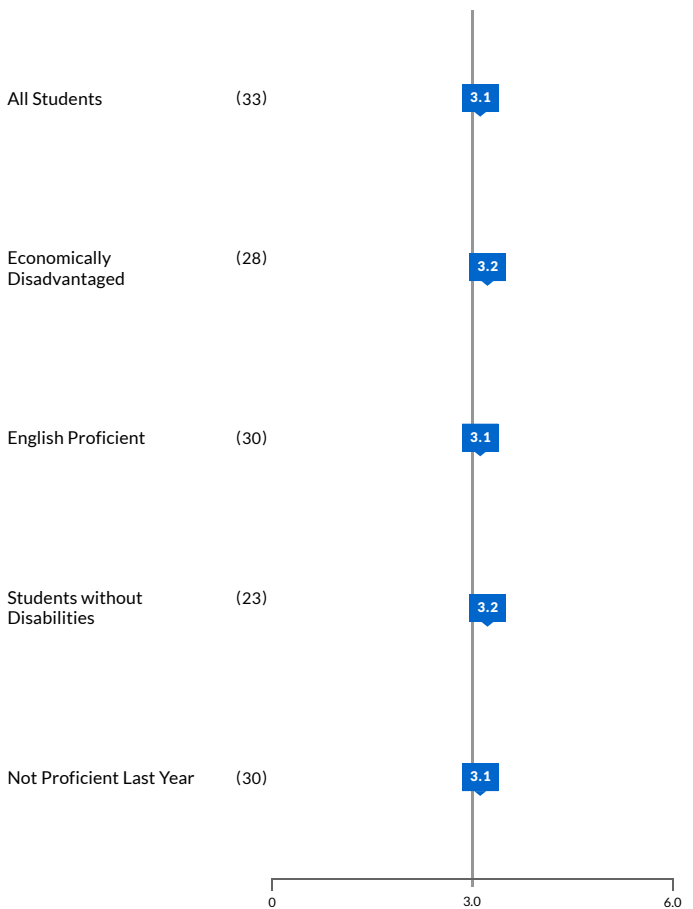 All Students (33) 3.1
Economically (28) 3.2
Disadvantaged
English Proficient (30) 3.1
Students without (23) 3.2
Disabilities
Not Proficient Last Year (30) 3.1
0 3.0 6.0